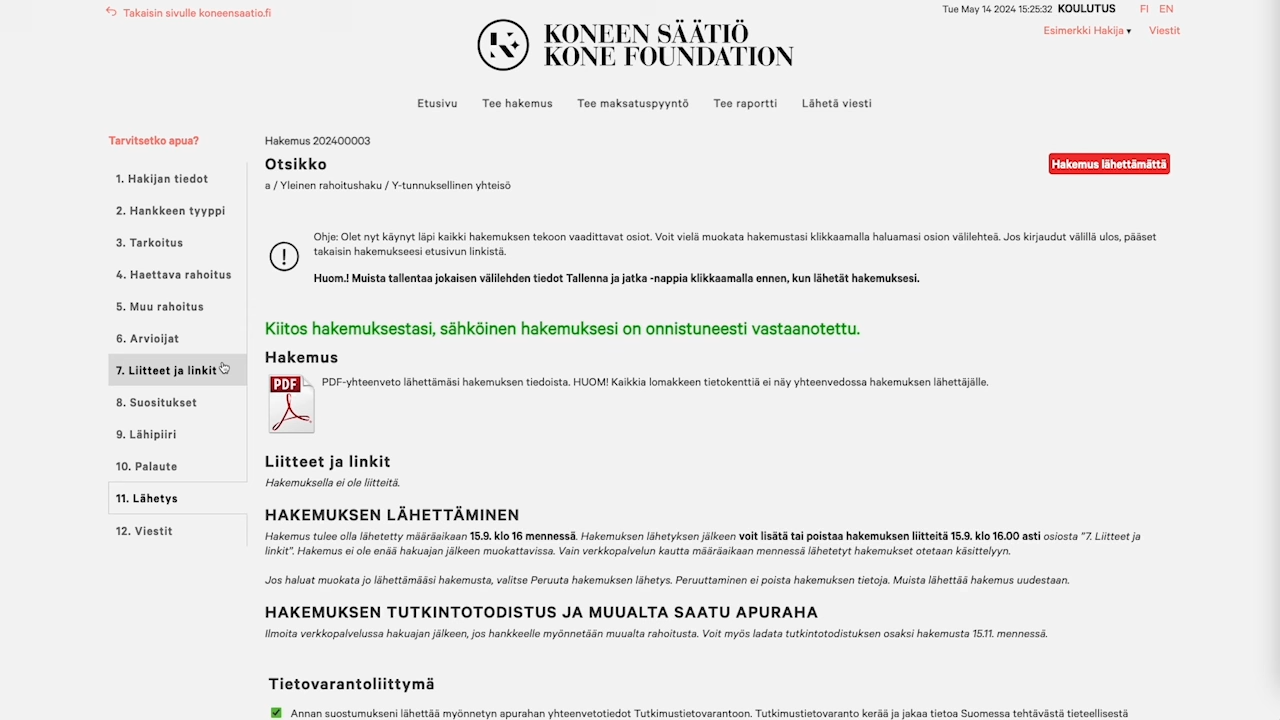 Takaisin sivulle koneensaatio.fi
Tue May 14 2024 15:25:32 KOULUTUS FI EN
Esimerkki Hakija ▾ Viestit
KONEEN SÄÄTIÖ
KONE FOUNDATION
Etusivu Tee hakemus Tee maksatuspyyntö Tee raportti Lähetä viesti
Tarvitsetko apua?
1. Hakijan tiedot
2. Hankkeen tyyppi
3. Tarkoitus
4. Haettava rahoitus
5. Muu rahoitus
6. Arvioijat
7. Liitteet ja linkit
8. Suositukset
9. Lähipiiri
10. Palaute
11. Lähetys
12. Viestit
Hakemus 202400003
Otsikko
Hakemus lähettämättä
a / Yleinen rahoitushaku / Y-tunnuksellinen yhteisö
Ohje: Olet nyt käynyt läpi kaikki hakemuksen tekoon vaadittavat osiot. Voit vielä muokata hakemustasi klikkaamalla haluamasi osion välilehteä. Jos kirjaudut välillä ulos, pääset
takaisin hakemukseesi etusivun linkistä.
Huom.! Muista tallentaa jokaisen välilehden tiedot Tallenna ja jatka -nappia klikkaamalla ennen, kun lähetät hakemuksesi.
Kiitos hakemuksestasi, sähköinen hakemuksesi on onnistuneesti vastaanotettu.
Hakemus
PDF
PDF-yhteenveto lähettämäsi hakemuksen tiedoista. HUOM! Kaikkia lomakkeen tietokenttiä ei näy yhteenvedossa hakemuksen lähettäjälle.
Liitteet ja linkit
Hakemuksella ei ole liitteitä.
HAKEMUKSEN LÄHETTÄMINEN
Hakemus tulee olla lähetetty määräaikaan 15.9. klo 16 mennessä. Hakemuksen lähetyksen jälkeen voit lisätä tai poistaa hakemuksen liitteitä 15.9. klo 16.00 asti osiosta "7. Liitteet ja
linkit". Hakemus ei ole enää hakuajan jälkeen muokattavissa. Vain verkkopalvelun kautta määräaikaan mennessä lähetetyt hakemukset otetaan käsittelyyn.
Jos haluat muokata jo lähettämääsi hakemusta, valitse Peruuta hakemuksen lähetys. Peruuttaminen ei poista hakemuksen tietoja. Muista lähettää hakemus uudestaan.
HAKEMUKSEN TUTKINTOTODISTUS JA MUUALTA SAATU APURAHA
Ilmoita verkkopalvelussa hakuajan jälkeen, jos hankkeelle myönnetään muualta rahoitusta. Voit myös ladata tutkintotodistuksen osaksi hakemusta 15.11. mennessä.
Tietovarantoliittymä
Annan suostumukseni lähettää myönnetyn apurahan yhteenvetotiedot Tutkimustietovarantoon. Tutkimustietovaranto kerää ja jakaa tietoa Suomessa tehtävästä tieteellisestä